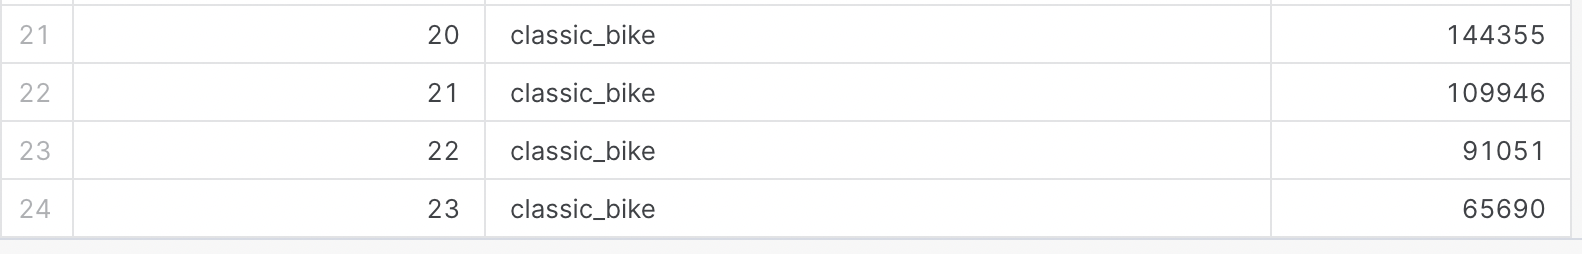 21 20 classic_bike 144355
22 21 classic_bike 109946
23 22 classic_bike 91051
24 23 classic_bike 65690